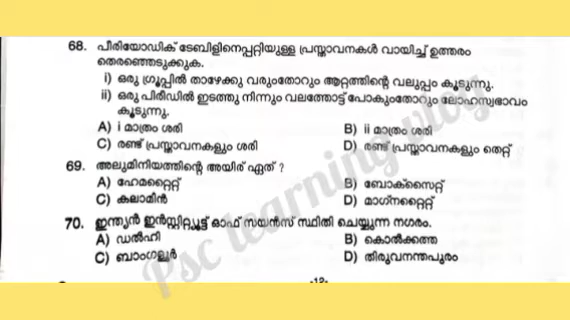 68. പീരിയോഡിക് ടേബിളിനെപ്പറ്റിയുള്ള പ്രസ്താവനകൾ വായിച്ച് ഉത്തരം
തെരഞ്ഞെടുക്കുക.
i) ഒരു ഗ്രൂപ്പിൽ താഴേക്കു വരുംതോറും ആറ്റത്തിന്റെ വലുപ്പം കൂടുന്നു.
ii) ഒരു പിരീഡിൽ ഇടത്തു നിന്നും വലത്തോട്ട് പോകുംതോറും ലോഹസ്വഭാവം
കൂടുന്നു.
A) i മാത്രം ശരി B) ii മാത്രം ശരി
C) രണ്ട് പ്രസ്താവനകളും ശരി D) രണ്ട് പ്രസ്താവനകളും തെറ്റ്
69. അലുമിനിയത്തിന്റെ അയിര് ഏത് ?
A) ഹേമറ്റൈറ്റ് B) ബോക്സൈറ്റ്
C) കലാമിൻ D) മാഗ്നറ്റൈറ്റ്
70. ഇന്ത്യൻ ഇൻസ്റ്റിറ്റ്യൂട്ട് ഓഫ് സയൻസ് സ്ഥിതി ചെയ്യുന്ന നഗരം.
A) ഡൽഹി B) കൊൽക്കത്ത
C) ബാംഗളൂർ D) തിരുവനന്തപുരം
Psc learning vlog